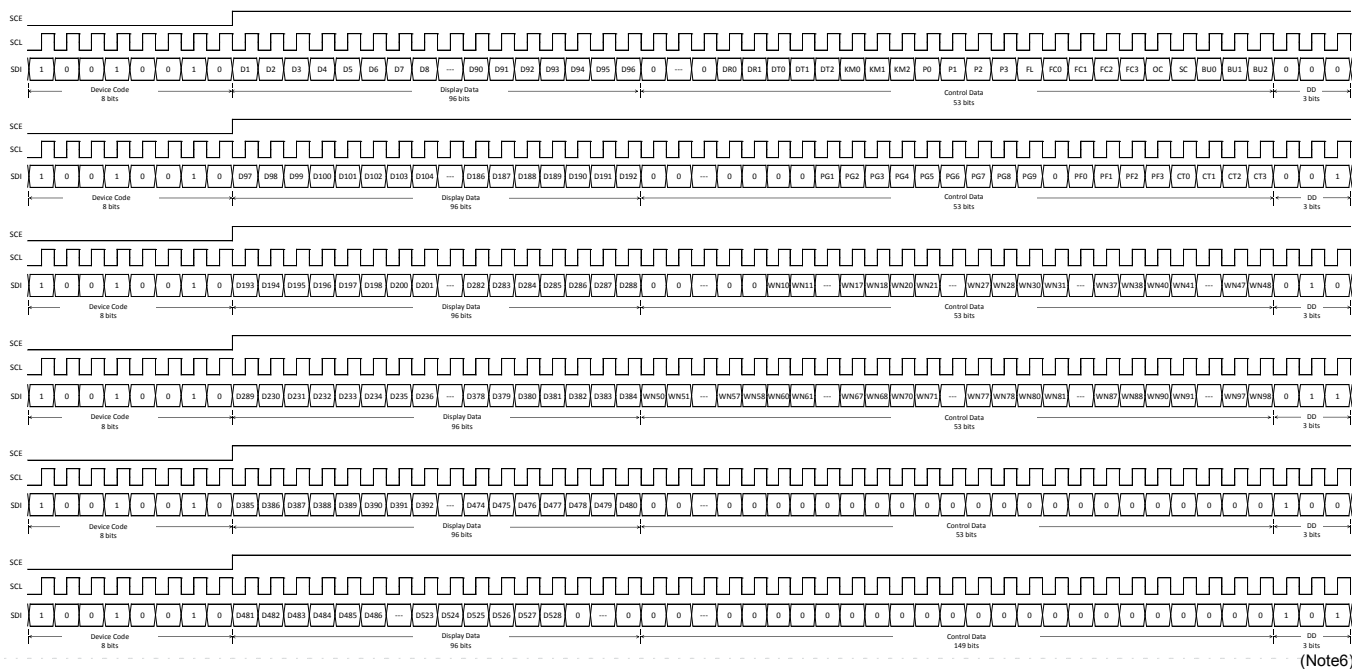 SCE
SCL
SDI 1 0 0 1 0 0 1 0 D1 D2 D3 D4 D5 D6 D7 D8 --- D90 D91 D92 D93 D94 D95 D96 0 --- 0 DR0 DR1 DT0 DT1 DT2 KM0 KM1 KM2 P0 P1 P2 P3 FL FC0 FC1 FC2 FC3 OC SC BU0 BU1 BU2 0 0 0
Device Code Display Data Control Data DD
8 bits 96 bits 53 bits 3 bits
SCE
SCL
SDI 1 0 0 1 0 0 1 0 D97 D98 D99 D100 D101 D102 D103 D104 --- D186 D187 D188 D189 D190 D191 D192 0 0 --- 0 0 0 0 PG1 PG2 PG3 PG4 PG5 PG6 PG7 PG8 PG9 0 PF0 PF1 PF2 PF3 CT0 CT1 CT2 CT3 0 0 1
Device Code Display Data Control Data DD
8 bits 96 bits 53 bits 3 bits
SCE
SCL
SDI 1 0 0 1 0 0 1 0 D193 D194 D195 D196 D197 D198 D200 D201 --- D282 D283 D284 D285 D286 D287 D288 0 0 --- 0 0 WN10 WN11 --- WN17 WN18 WN20 WN21 --- WN27 WN28 WN30 WN31 --- WN37 WN38 WN40 WN41 --- WN47 WN48 0 1 0
Device Code Display Data Control Data DD
8 bits 96 bits 53 bits 3 bits
SCE
SCL
SDI 1 0 0 1 0 0 1 0 D289 D230 D231 D232 D233 D234 D235 D236 --- D378 D379 D380 D381 D382 D383 D384 WN50 WN51 --- WN57 WN58 WN60 WN61 --- WN67 WN68 WN70 WN71 --- WN77 WN78 WN80 WN81 --- WN87 WN88 WN90 WN91 --- WN97 WN98 0 1 1
Device Code Display Data Control Data DD
8 bits 96 bits 53 bits 3 bits
SCE
SCL
SDI 1 0 0 1 0 0 1 0 D385 D386 D387 D388 D389 D390 D391 D392 --- D474 D475 D476 D477 D478 D479 D480 0 0 --- 0 0 0 0 0 0 0 0 0 0 0 0 0 0 0 0 0 0 0 0 0 0 1 0 0
Device Code Display Data Control Data DD
8 bits 96 bits 53 bits 3 bits
SCE
SCL
SDI 1 0 0 1 0 0 1 0 D481 D482 D483 D484 D485 D486 --- D523 D524 D525 D526 D527 D528 0 --- 0 0 0 --- 0 0 0 0 0 0 0 0 0 0 0 0 0 0 0 0 0 0 0 0 0 0 1 0 1
Device Code Display Data Control Data DD
8 bits 96 bits 149 bits 3 bits
(Note6)